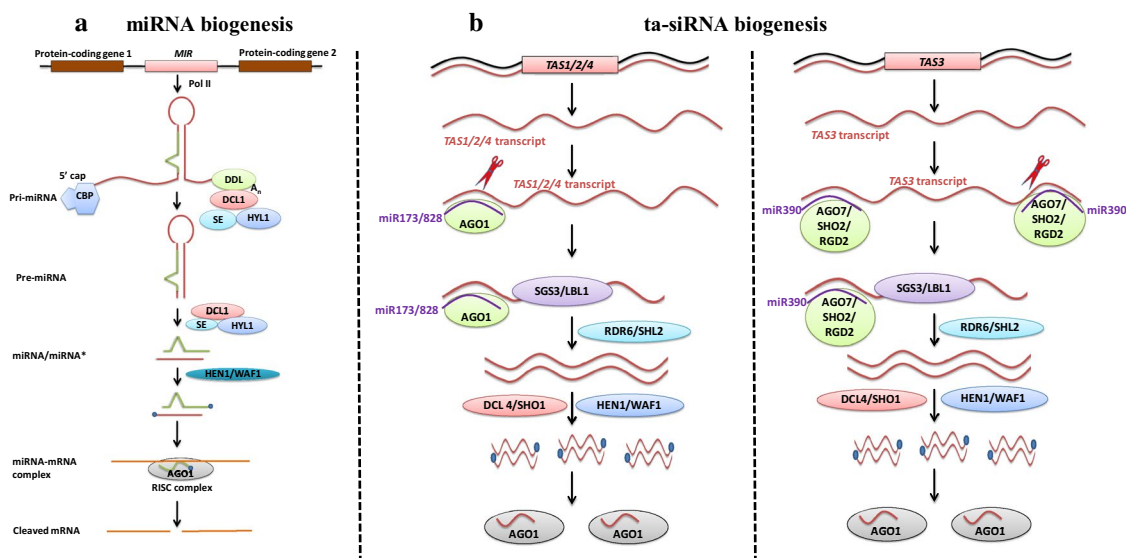 a miRNA biogenesis
Protein-coding gene 1
MIR
Protein-coding gene 2
Pol II
5' cap
DDL
An
Pri-miRNA
CBP
DCL1
SE
HYL1
Pre-miRNA
DCL1
SE
HYL1
miRNA/miRNA*
HEN1/WAF1
miRNA-mRNA
complex
AGO1
RISC complex
Cleaved mRNA
b ta-siRNA biogenesis
TAS1/2/4
TAS1/2/4 transcript
TAS1/2/4 transcript
miR173/828
AGO1
SGS3/LBL1
miR173/828
AGO1
RDR6/SHL2
DCL 4/SHO1
HEN1/WAF1
AGO1
AGO1
TAS3
TAS3 transcript
TAS3 transcript
miR390
AGO7/
SHO2/
RGD2
AGO7/
SHO2/
RGD2
miR390
SGS3/LBL1
miR390
AGO7/
SHO2/
RGD2
RDR6/SHL2
DCL4/SHO1
HEN1/WAF1
AGO1
AGO1